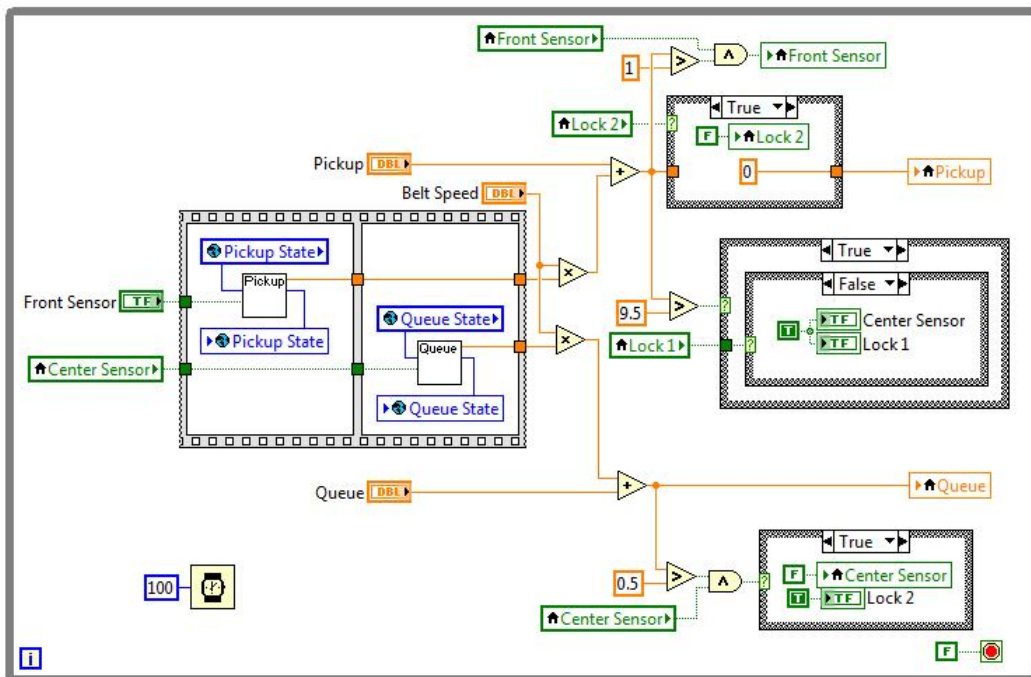 Front Sensor
1
Front Sensor
True
Lock 2
F
Lock 2
Pickup
DBL
0
Pickup
Belt Speed
DBL
Pickup State
Pickup
True
False
Front Sensor
TF
Queue State
9.5
T
TF
Center Sensor
Pickup State
Queue
Lock 1
TF
Lock 1
Center Sensor
Queue State
Queue
DBL
Queue
True
100
0.5
F
Center Sensor
Center Sensor
T
TF
Lock 2
i
F